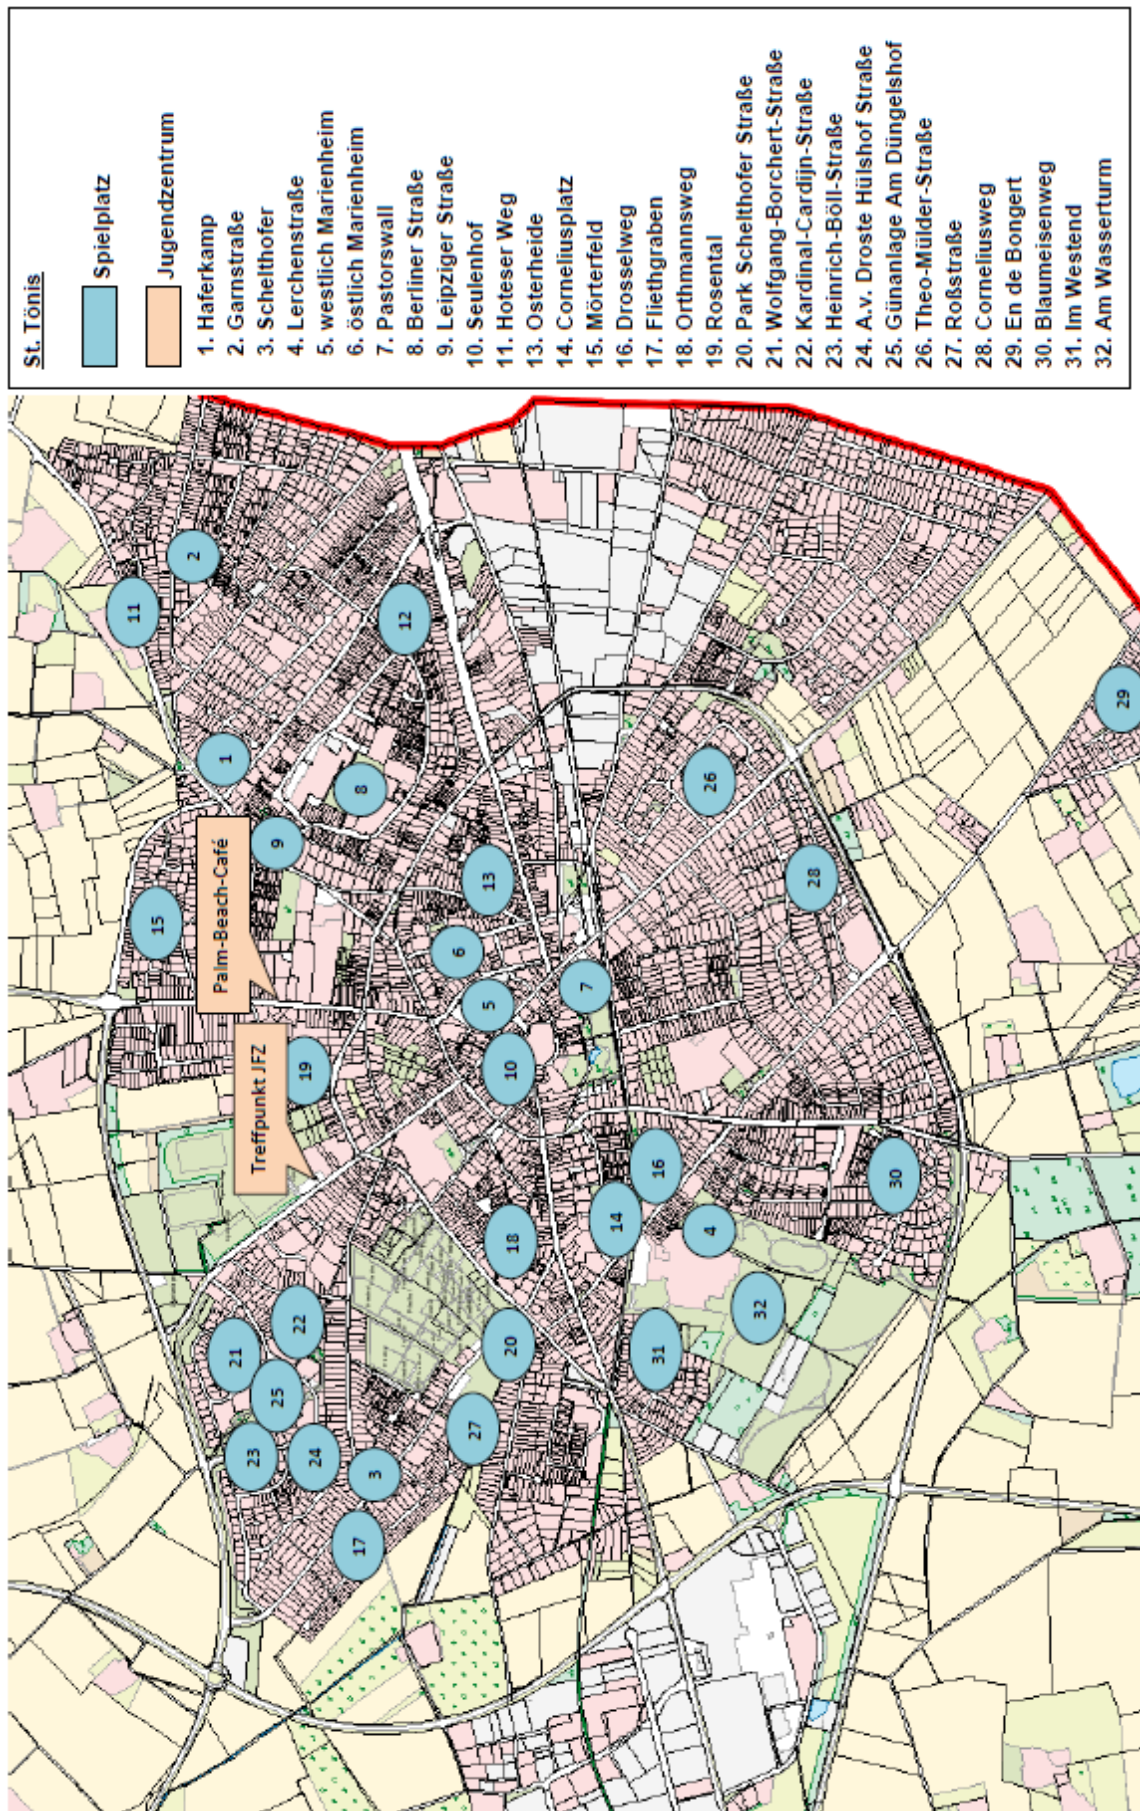 St. Tönis
Spielplatz
Jugendzentrum
1. Haferkamp
2. Garnstraße
3. Schelthofer
4. Lerchenstraße
5. westlich Marienheim
6. östlich Marienheim
7. Pastorswall
8. Berliner Straße
9. Leipziger Straße
10. Seulenhof
11. Hoteser Weg
13. Osterheide
14. Corneliusplatz
15. Mörterfeld
16. Drosselweg
17. Fliethgraben
18. Orthmannsweg
19. Rosental
20. Park Schelthofer Straße
21. Wolfgang-Borchert-Straße
22. Kardinal-Cardijn-Straße
23. Heinrich-Böll-Straße
24. A.v. Droste Hülshof Straße
25. Günanlage Am Düngelshof
26. Theo-Mülder-Straße
27. Roßstraße
28. Corneliusweg
29. En de Bongert
30. Blaumeisenweg
31. Im Westend
32. Am Wasserturm
Palm-Beach-Café
Treffpunkt JFZ
11
2
1
12
15
9
8
19
13
6
5
10
7
26
28
29
21
22
25
23
24
3
17
18
20
27
14
16
4
31
32
30